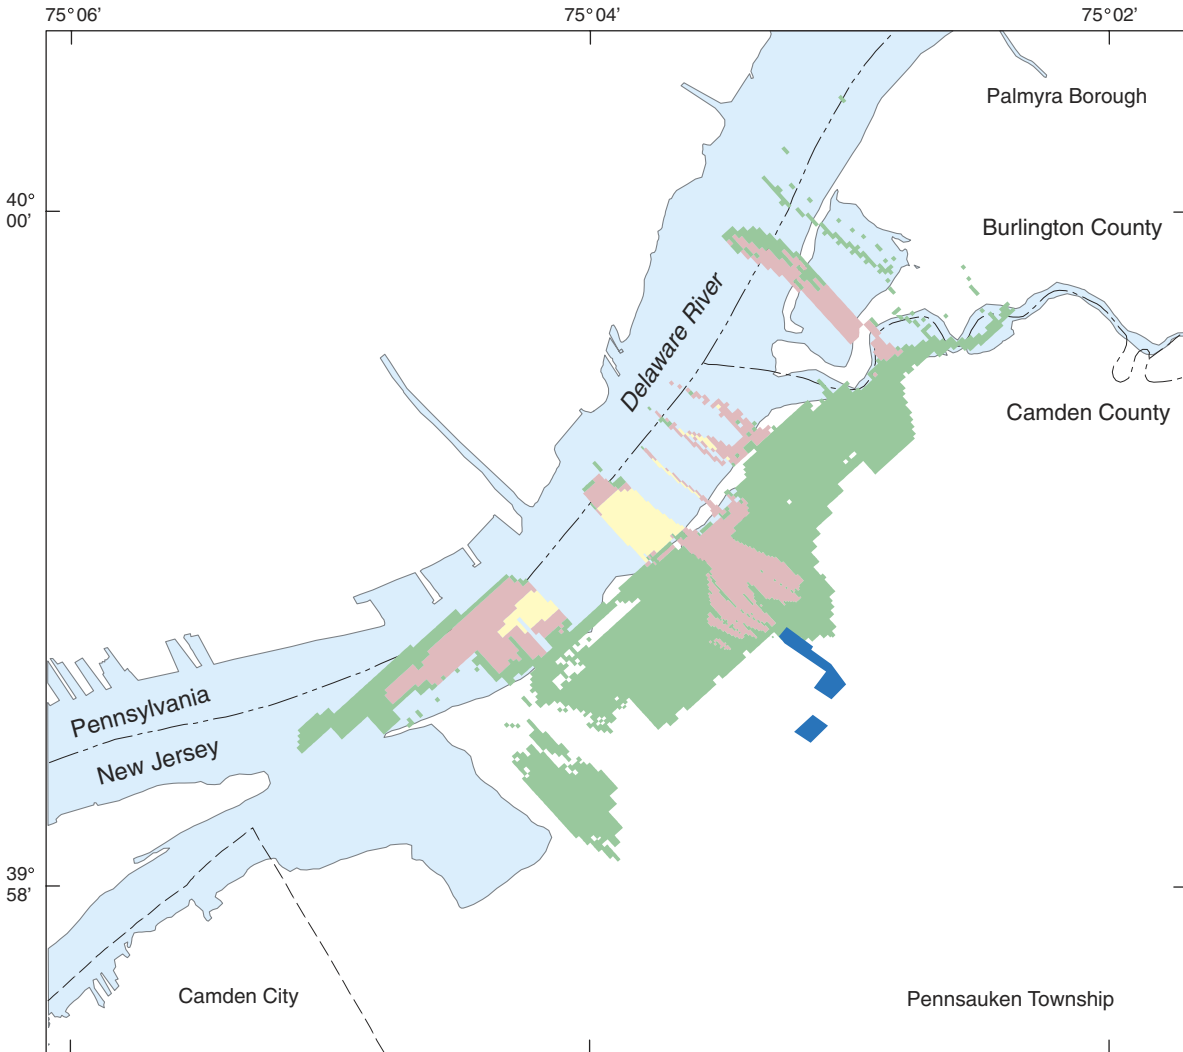 75°06’
75°04’
75°02’
Palmyra Borough
40°
00’
Burlington County
Delaware River
Camden County
Pennsylvania
New Jersey
39°
58’
Camden City
Pennsauken Township